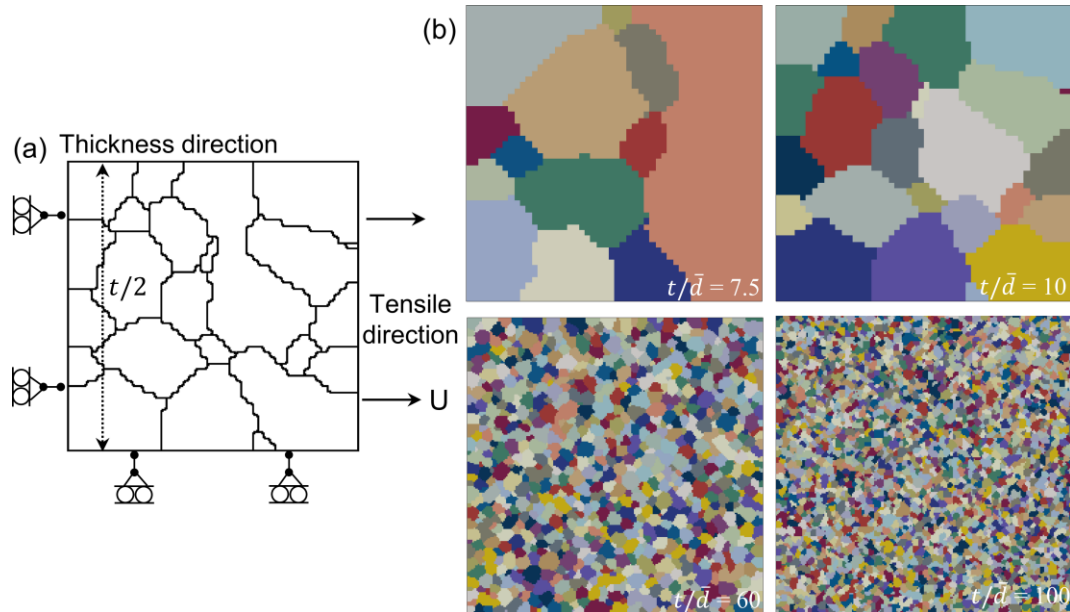 (a)
Thickness direction
t/2
Tensile
direction
U
(b)
t/d̄ = 7.5
t/d̄ = 10
t/d̄ = 60
t/d̄ = 100